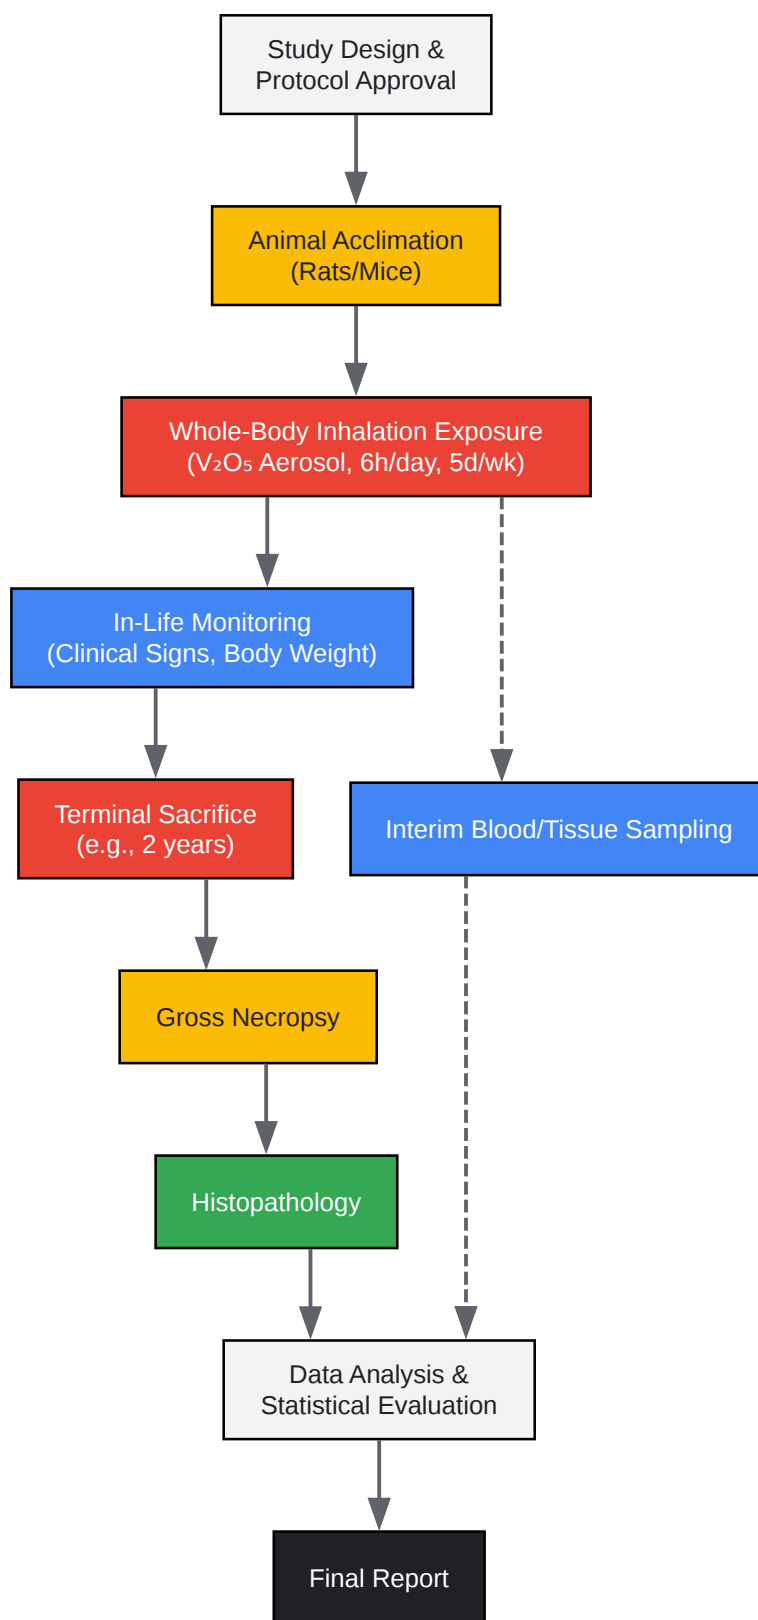 Study Design &
Protocol Approval
Animal Acclimation
(Rats/Mice)
Whole-Body Inhalation Exposure
(V₂O₅ Aerosol, 6h/day, 5d/wk)
In-Life Monitoring
(Clinical Signs, Body Weight)
Terminal Sacrifice
(e.g., 2 years)
Interim Blood/Tissue Sampling
Gross Necropsy
Histopathology
Data Analysis &
Statistical Evaluation
Final Report